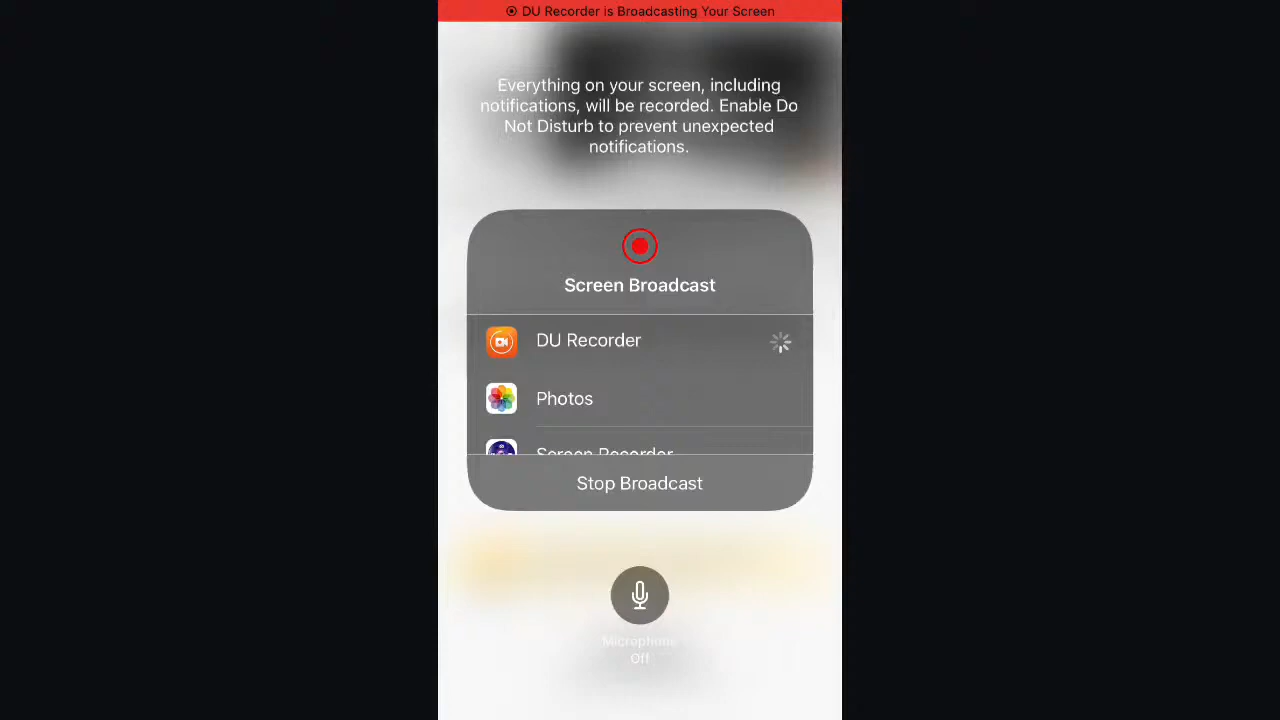 DU Recorder is Broadcasting Your Screen
Everything on your screen, including
notifications, will be recorded. Enable Do
Not Disturb to prevent unexpected
notifications.
Screen Broadcast
DU Recorder
Photos
Screen Recorder
Stop Broadcast
Microphone
Off